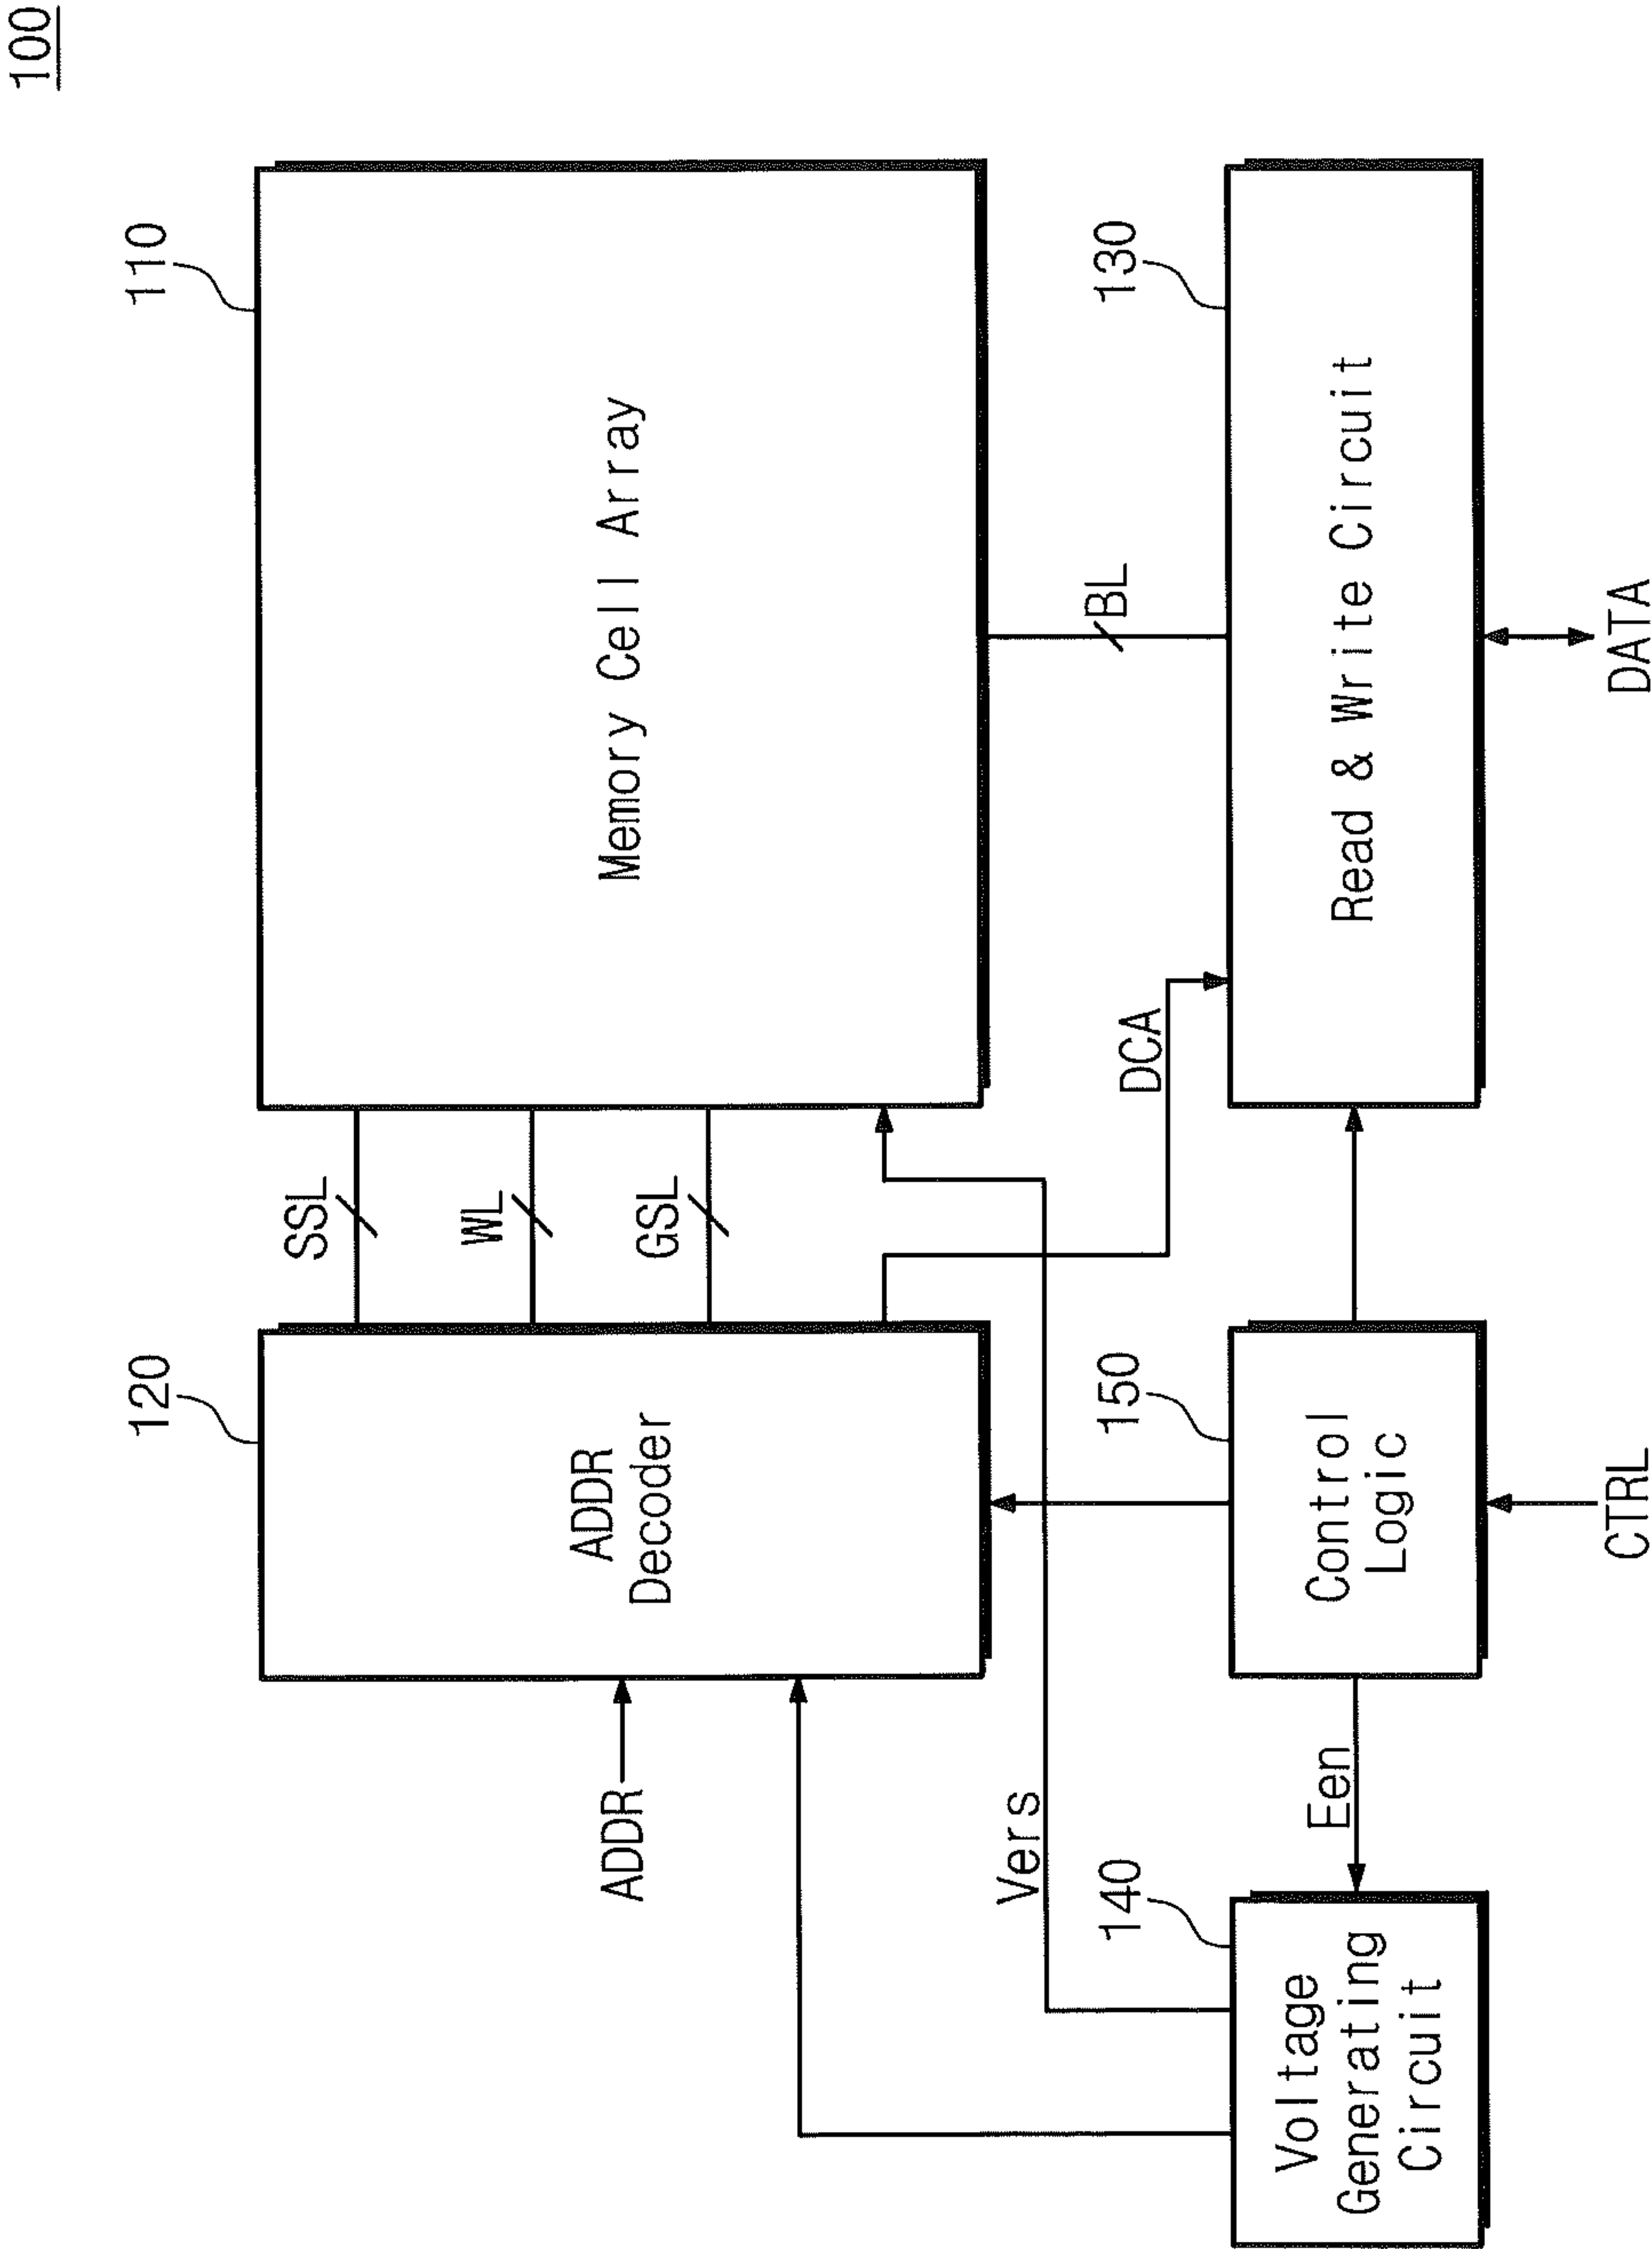 100
110
Memory Cell Array
120
ADDR
Decoder
SSL
WL
GSL
ADDR
Vers
DCA
BL
140
Voltage
Generating
Circuit
Een
150
Control
Logic
130
Read & Write Circuit
CTRL
DATA